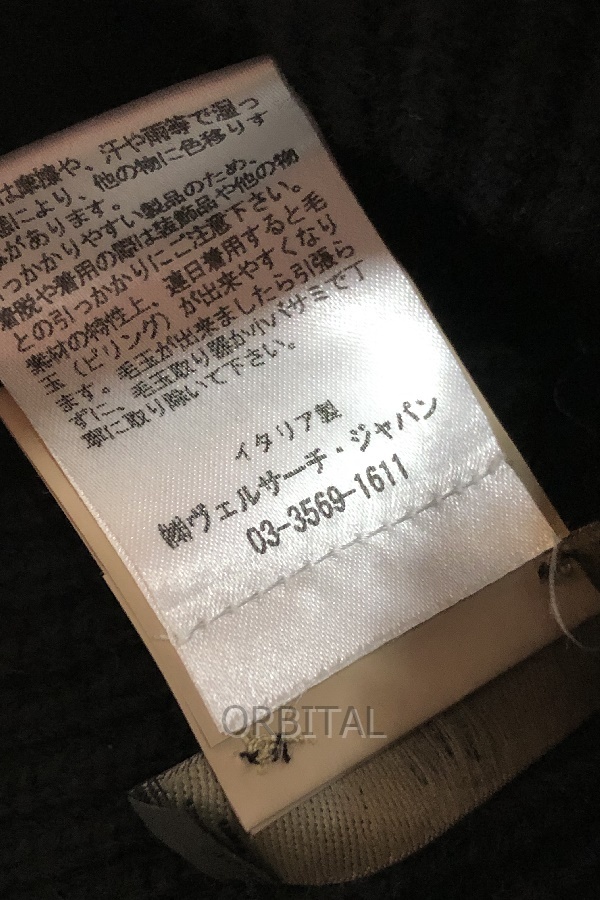 は摩擦や、汗や雨等で湿っ
態により、他の物に色移りす
があります。
っかかりやすい製品のため、
着脱や着用の際は装飾品や他の物
との引っかかりにご注意下さい。
素材の特性上、連日着用すると毛
玉（ピリング）が出来やすくなり
ます。毛玉が出来ましたら引張ら
ずに、毛玉取り器か小バサミで丁
寧に取り除いて下さい。
イタリア製
㈱ヴェルサーチ・ジャパン
03-3569-1611
ORBITAL